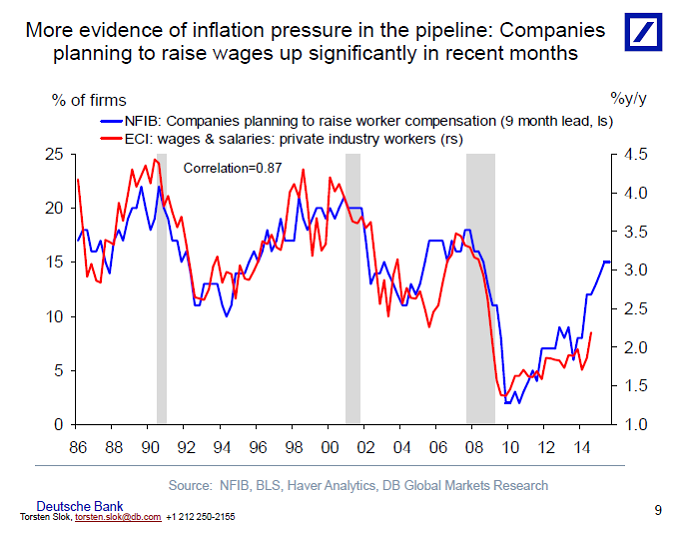 More evidence of inflation pressure in the pipeline: Companies
planning to raise wages up significantly in recent months
% of firms
%y/y
NFIB: Companies planning to raise worker compensation (9 month lead, ls)
ECI: wages & salaries: private industry workers (rs)
Correlation=0.87
25
20
15
10
5
0
4.5
4.0
3.5
3.0
2.5
2.0
1.5
1.0
86 88 90 92 94 96 98 00 02 04 06 08 10 12 14
Source: NFIB, BLS, Haver Analytics, DB Global Markets Research
Deutsche Bank
Torsten Slok, torsten.slok@db.com +1 212 250-2155
9